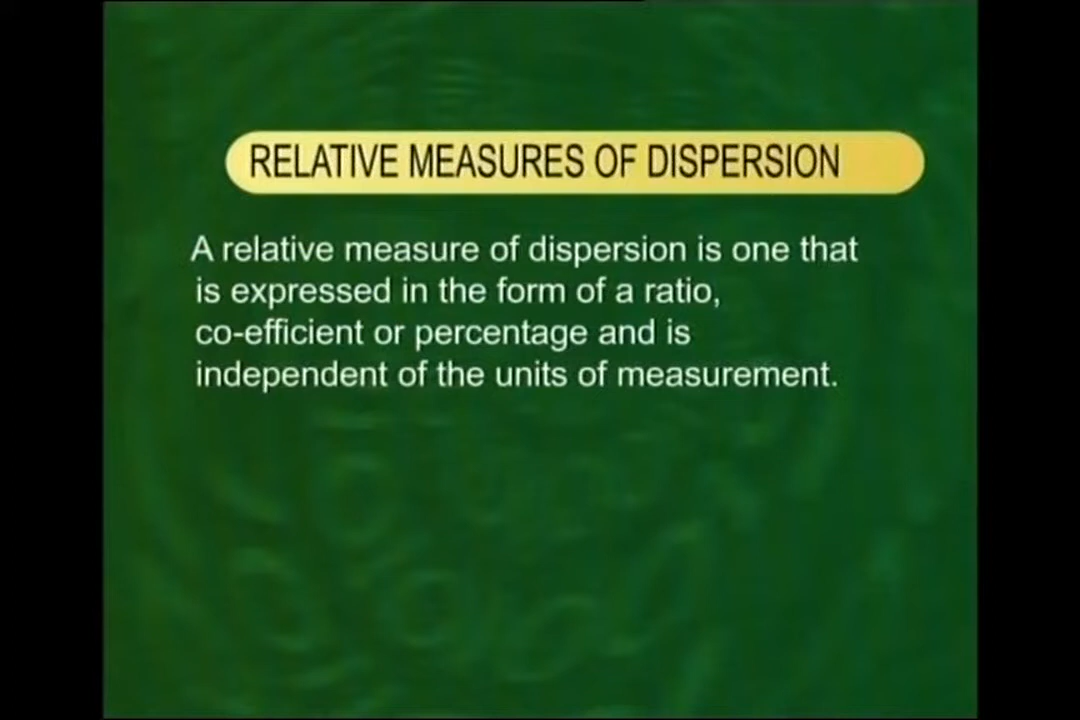 RELATIVE MEASURES OF DISPERSION
A relative measure of dispersion is one that
is expressed in the form of a ratio,
co-efficient or percentage and is
independent of the units of measurement.